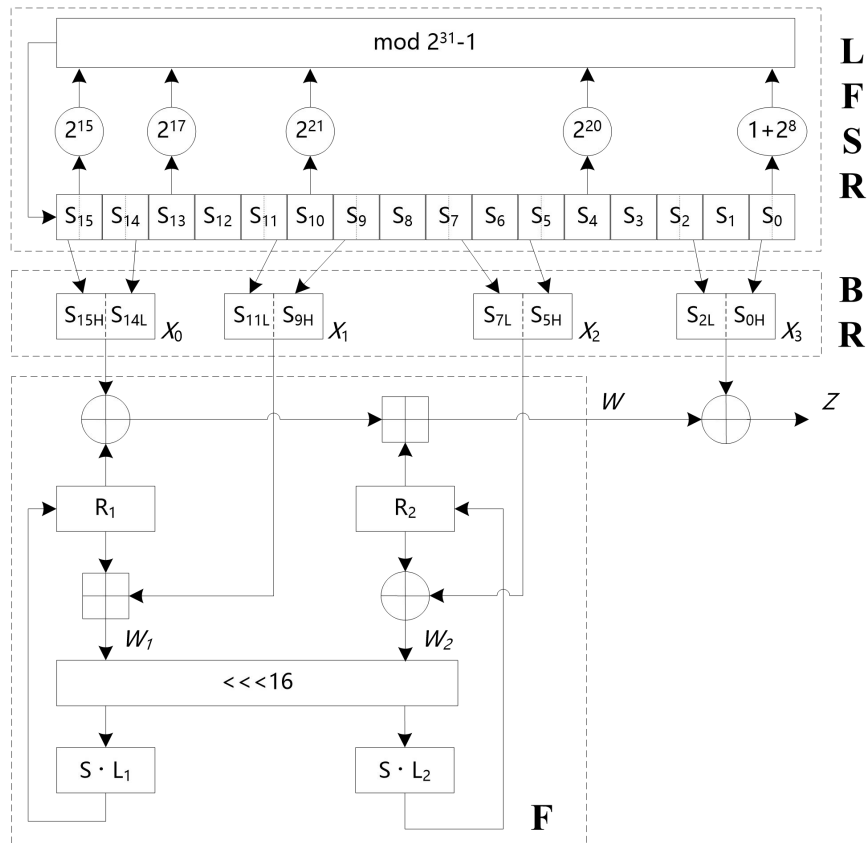 mod 2³¹-1
L
F
S
R
2¹⁵ 2¹⁷ 2²¹ 2²⁰ 1+2⁸
S₁₅ S₁₄ S₁₃ S₁₂ S₁₁ S₁₀ S₉ S₈ S₇ S₆ S₅ S₄ S₃ S₂ S₁ S₀
B
R
S₁₅H S₁₄L X₀ S₁₁L S₉H X₁ S₇L S₅H X₂ S₂L S₀H X₃
W Z
R₁ R₂
W₁ W₂
<<<16
S · L₁ S · L₂
F